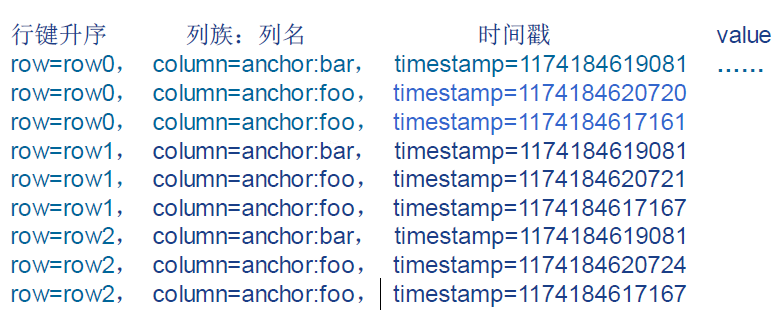 行键升序 列族：列名 时间戳 value
row=row0， column=anchor:bar， timestamp=1174184619081 ……
row=row0， column=anchor:foo， timestamp=1174184620720
row=row0， column=anchor:foo， timestamp=1174184617161
row=row1， column=anchor:bar， timestamp=1174184619081
row=row1， column=anchor:foo， timestamp=1174184620721
row=row1， column=anchor:foo， timestamp=1174184617167
row=row2， column=anchor:bar， timestamp=1174184619081
row=row2， column=anchor:foo， timestamp=1174184620724
row=row2， column=anchor:foo， timestamp=1174184617167